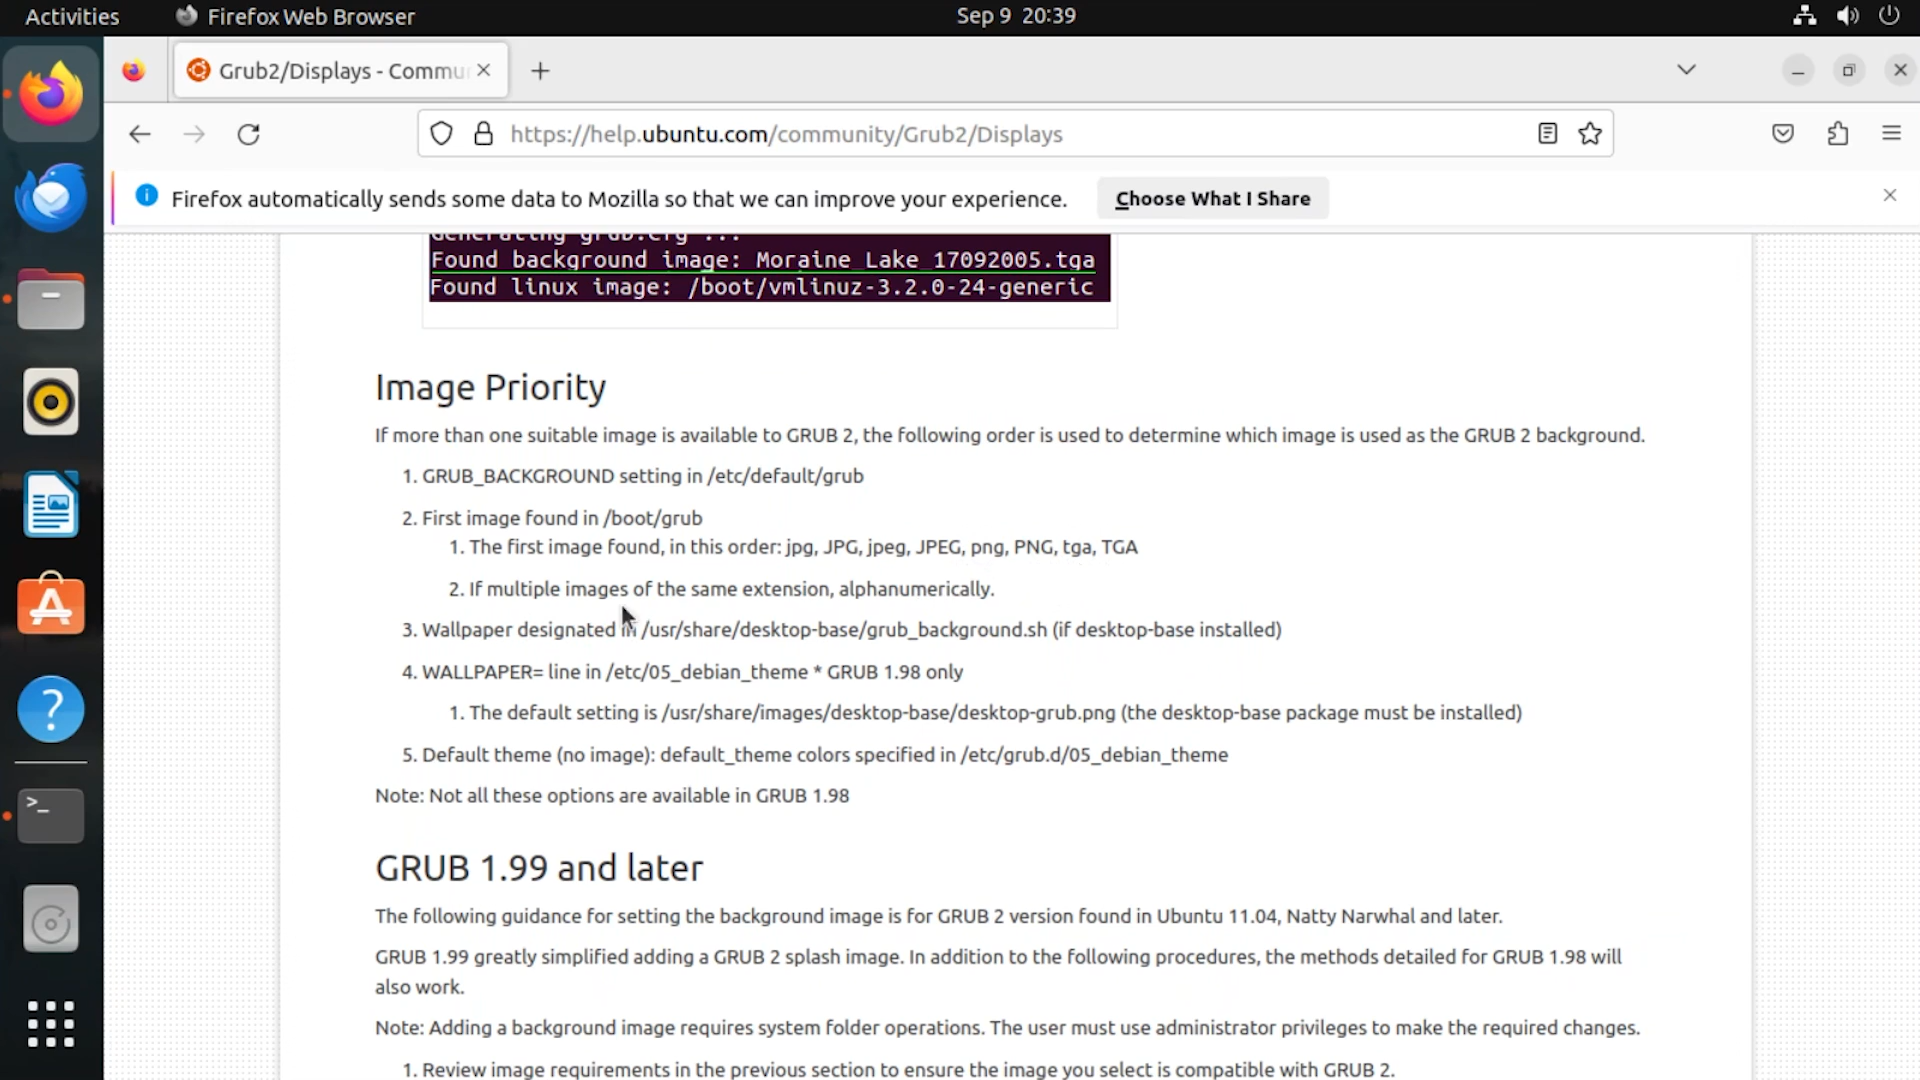 Activities Firefox Web Browser Sep 9 20:39
Grub2/Displays - Commu
https://help.ubuntu.com/community/Grub2/Displays
Firefox automatically sends some data to Mozilla so that we can improve your experience. Choose What I Share
Generating grub.cfg ...
Found background image: Moraine_Lake_17092005.tga
Found linux image: /boot/vmlinuz-3.2.0-24-generic
Image Priority
If more than one suitable image is available to GRUB 2, the following order is used to determine which image is used as the GRUB 2 background.
1. GRUB_BACKGROUND setting in /etc/default/grub
2. First image found in /boot/grub
1. The first image found, in this order: jpg, JPG, jpeg, JPEG, png, PNG, tga, TGA
2. If multiple images of the same extension, alphanumerically.
3. Wallpaper designated in /usr/share/desktop-base/grub_background.sh (if desktop-base installed)
4. WALLPAPER= line in /etc/05_debian_theme * GRUB 1.98 only
1. The default setting is /usr/share/images/desktop-base/desktop-grub.png (the desktop-base package must be installed)
5. Default theme (no image): default_theme colors specified in /etc/grub.d/05_debian_theme
Note: Not all these options are available in GRUB 1.98
GRUB 1.99 and later
The following guidance for setting the background image is for GRUB 2 version found in Ubuntu 11.04, Natty Narwhal and later.
GRUB 1.99 greatly simplified adding a GRUB 2 splash image. In addition to the following procedures, the methods detailed for GRUB 1.98 will
also work.
Note: Adding a background image requires system folder operations. The user must use administrator privileges to make the required changes.
1. Review image requirements in the previous section to ensure the image you select is compatible with GRUB 2.